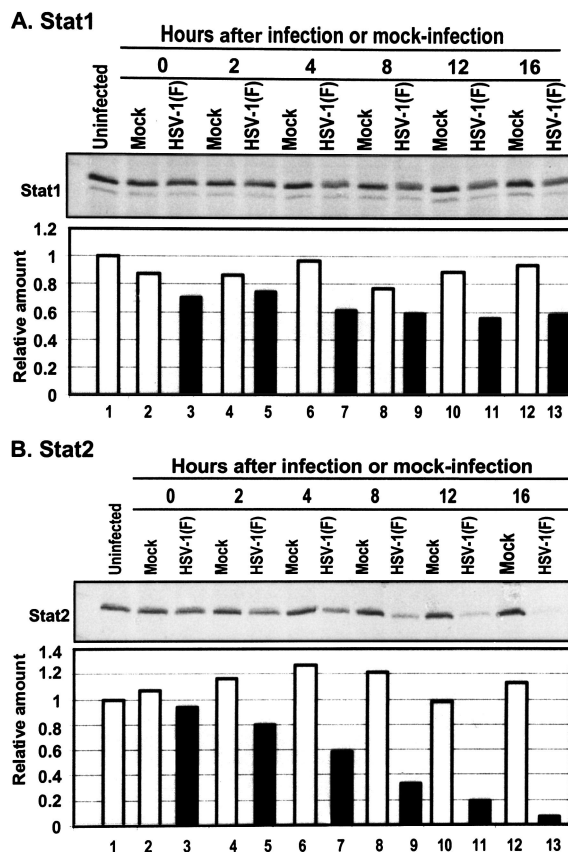 A. Stat1
Hours after infection or mock-infection
0 2 4 8 12 16
Uninfected Mock HSV-1(F) Mock HSV-1(F) Mock HSV-1(F) Mock HSV-1(F) Mock HSV-1(F) Mock HSV-1(F)
Stat1
Relative amount
1.2
1
0.8
0.6
0.4
0.2
0
1 2 3 4 5 6 7 8 9 10 11 12 13
B. Stat2
Hours after infection or mock-infection
0 2 4 8 12 16
Uninfected Mock HSV-1(F) Mock HSV-1(F) Mock HSV-1(F) Mock HSV-1(F) Mock HSV-1(F) Mock HSV-1(F)
Stat2
Relative amount
1.4
1.2
1
0.8
0.6
0.4
0.2
0
1 2 3 4 5 6 7 8 9 10 11 12 13